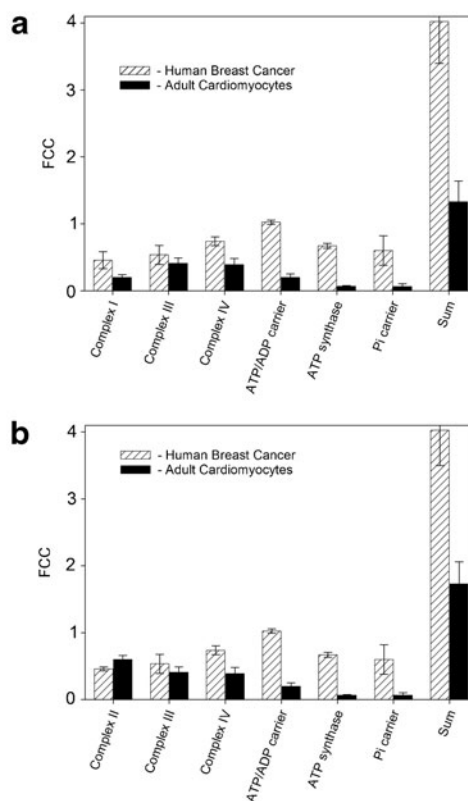 a
4
- Human Breast Cancer
- Adult Cardiomyocytes
3
2
FCC
1
0
Complex I
Complex III
Complex IV
ATP/ADP carrier
ATP synthase
Pi carrier
Sum
b
4
- Human Breast Cancer
- Adult Cardiomyocytes
3
2
FCC
1
0
Complex II
Complex III
Complex IV
ATP/ADP carrier
ATP synthase
Pi carrier
Sum